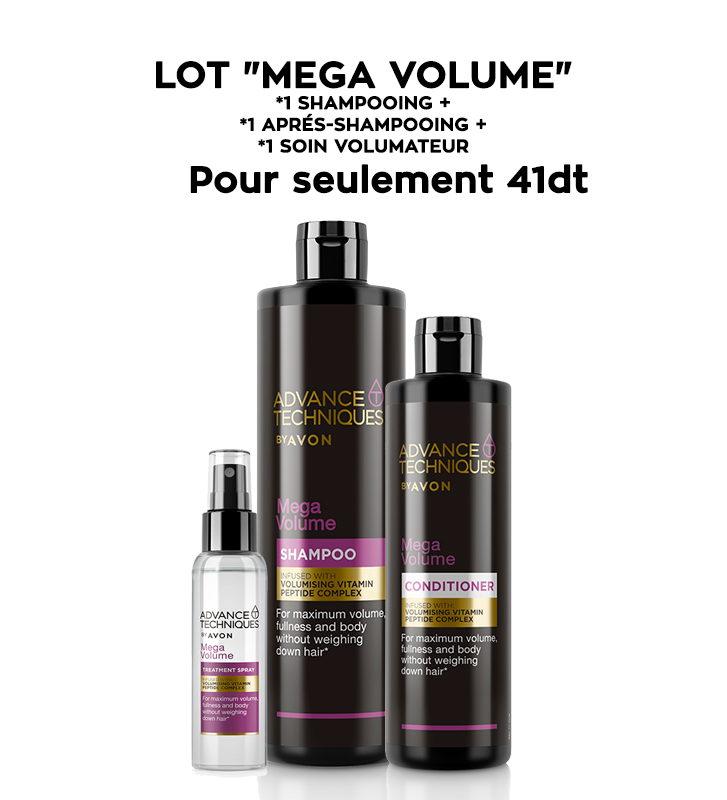 LOT "MEGA VOLUME"
*1 SHAMPOOING +
*1 APRÉS-SHAMPOOING +
*1 SOIN VOLUMATEUR
Pour seulement 41dt
ADVANCE
TECHNIQUES
BY AVON
Mega
Volume
SHAMPOO
INFUSED WITH
VOLUMISING VITAMIN
PEPTIDE COMPLEX
For maximum volume,
fullness and body
without weighing
down hair*
ADVANCE
TECHNIQUES
BY AVON
Mega
Volume
CONDITIONER
INFUSED WITH
VOLUMISING VITAMIN
PEPTIDE COMPLEX
For maximum volume,
fullness and body
without weighing
down hair*
ADVANCE
TECHNIQUES
BY AVON
Mega
Volume
TREATMENT SPRAY
INFUSED WITH
VOLUMISING VITAMIN
PEPTIDE COMPLEX
For maximum volume,
fullness and body
without weighing
down hair*